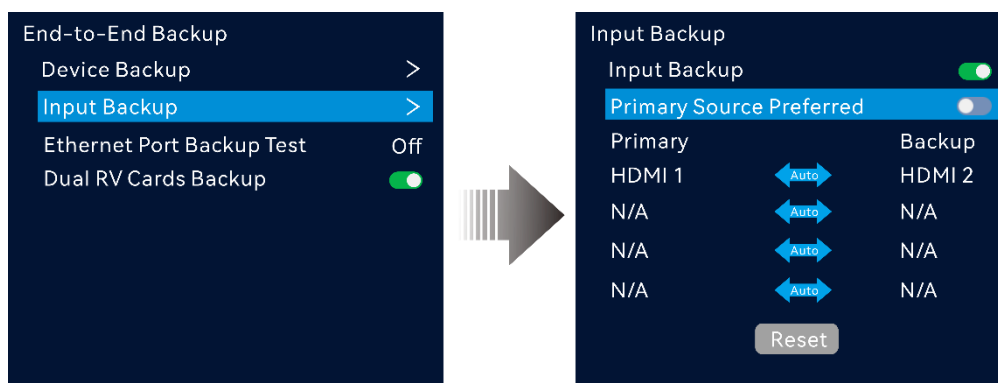 End-to-End Backup
Device Backup >
Input Backup >
Ethernet Port Backup Test Off
Dual RV Cards Backup
Input Backup
Input Backup
Primary Source Preferred
Primary Backup
HDMI 1 Auto HDMI 2
N/A Auto N/A
N/A Auto N/A
N/A Auto N/A
Reset